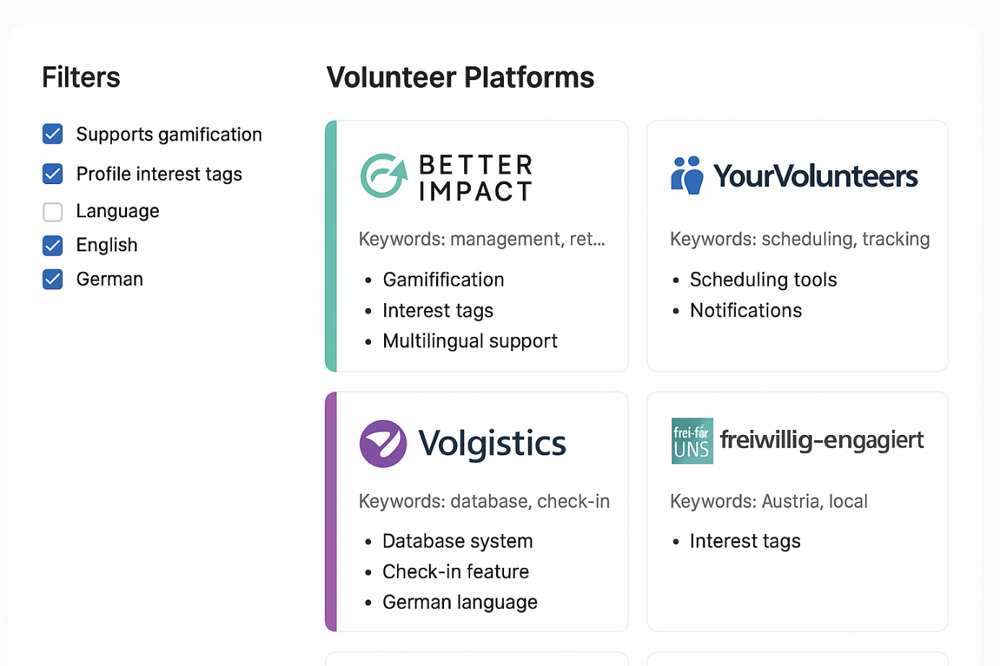 Filters
Supports gamification
Profile interest tags
Language
English
German
Volunteer Platforms
BETTER
IMPACT
Keywords: management, ret...
• Gamifification
• Interest tags
• Multilingual support
YourVolunteers
Keywords: scheduling, tracking
• Scheduling tools
• Notifications
Volgistics
Keywords: database, check-in
• Database system
• Check-in feature
• German language
frei-för
UNS
freiwillig-engagiert
Keywords: Austria, local
• Interest tags